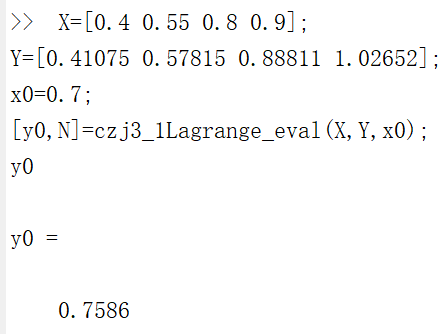 >> X=[0.4 0.55 0.8 0.9];
Y=[0.41075 0.57815 0.88811 1.02652];
x0=0.7;
[y0,N]=czj3_1Lagrange_eval(X,Y,x0);
y0
y0 =
0.7586